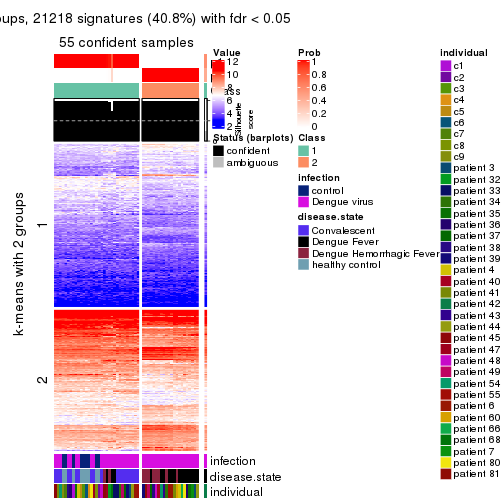 oups, 21218 signatures (40.8%) with fdr < 0.05
55 confident samples
k-means with 2 groups
1
2
infection
disease.state
individual
Silhouette
score
Value
12
10
8
6
4
2
Status (barplots)
confident
ambiguous
Prob
1
0.8
0.6
0.4
0.2
0
Class
1
2
infection
control
Dengue virus
disease.state
Convalescent
Dengue Fever
Dengue Hemorrhagic Fever
healthy control
individual
c1
c2
c3
c4
c5
c6
c7
c8
c9
patient 3
patient 32
patient 33
patient 34
patient 35
patient 36
patient 37
patient 38
patient 39
patient 4
patient 40
patient 41
patient 42
patient 43
patient 44
patient 45
patient 47
patient 48
patient 49
patient 54
patient 55
patient 6
patient 60
patient 66
patient 68
patient 7
patient 80
patient 81